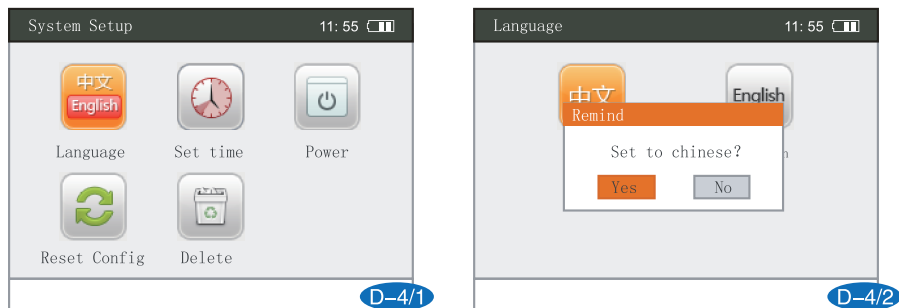 System Setup 11: 55
中文
English
Language Set time Power
Reset Config Delete
D-4/1
Language 11: 55
中文 English
Remind
Set to chinese?
Yes No
D-4/2